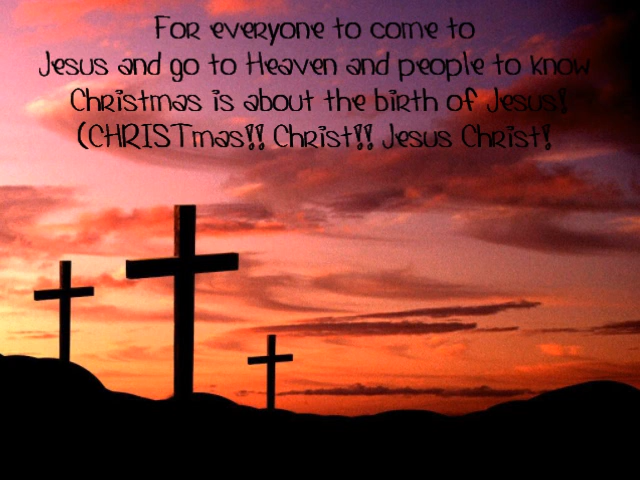 For everyone to come to
Jesus and go to Heaven and people to know
Christmas is about the birth of Jesus!
(CHRISTmas!! Christ!! Jesus Christ!